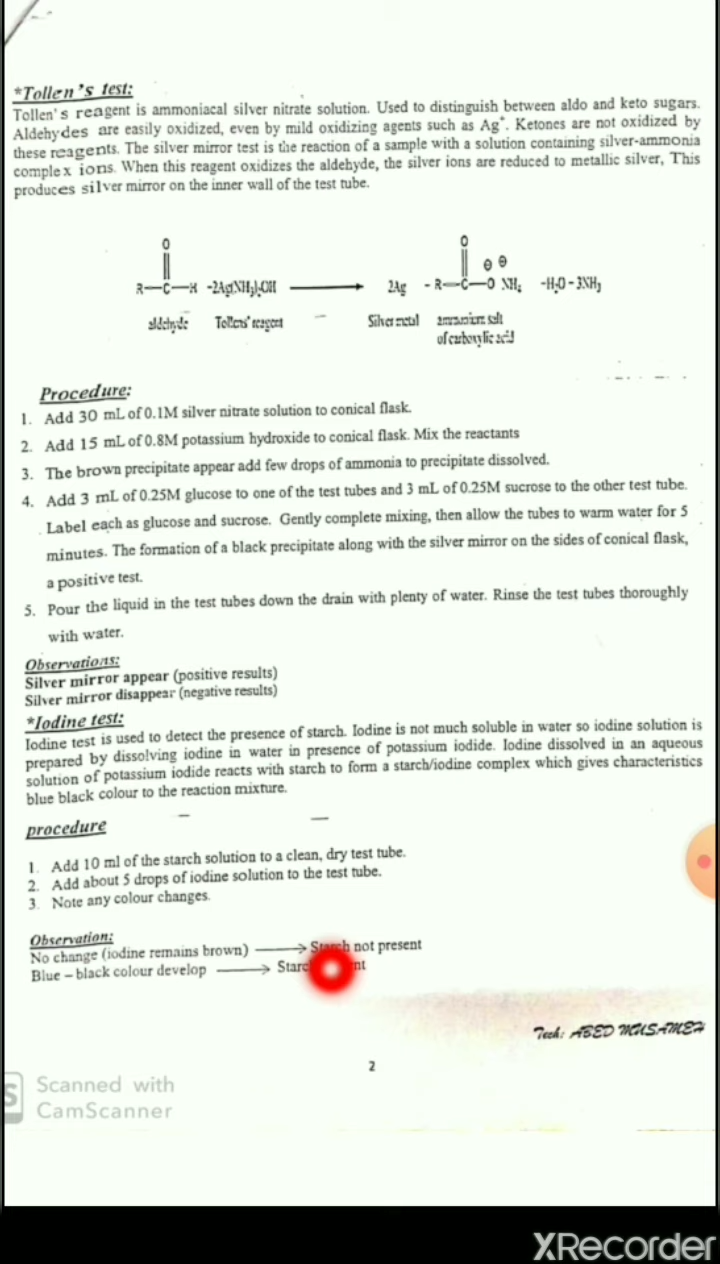 *Tollen's test:
Tollen's reagent is ammoniacal silver nitrate solution. Used to distinguish between aldo and keto sugars.
Aldehydes are easily oxidized, even by mild oxidizing agents such as Ag+. Ketones are not oxidized by
these reagents. The silver mirror test is the reaction of a sample with a solution containing silver-ammonia
complex ions. When this reagent oxidizes the aldehyde, the silver ions are reduced to metallic silver, This
produces silver mirror on the inner wall of the test tube.
O O
R—C—H -2Ag(NH3)2OH → 2Ag - R—C—O NH4 -H2O - 3NH3
aldehyde Tollens' reagent Silver metal ammonium salt
of carboxylic acid
Procedure:
1. Add 30 mL of 0.1M silver nitrate solution to conical flask.
2. Add 15 mL of 0.8M potassium hydroxide to conical flask. Mix the reactants
3. The brown precipitate appear add few drops of ammonia to precipitate dissolved.
4. Add 3 mL of 0.25M glucose to one of the test tubes and 3 mL of 0.25M sucrose to the other test tube.
Label each as glucose and sucrose. Gently complete mixing, then allow the tubes to warm water for 5
minutes. The formation of a black precipitate along with the silver mirror on the sides of conical flask,
a positive test.
5. Pour the liquid in the test tubes down the drain with plenty of water. Rinse the test tubes thoroughly
with water.
Observations:
Silver mirror appear (positive results)
Silver mirror disappear (negative results)
*Iodine test:
Iodine test is used to detect the presence of starch. Iodine is not much soluble in water so iodine solution is
prepared by dissolving iodine in water in presence of potassium iodide. Iodine dissolved in an aqueous
solution of potassium iodide reacts with starch to form a starch/iodine complex which gives characteristics
blue black colour to the reaction mixture.
procedure
1. Add 10 ml of the starch solution to a clean, dry test tube.
2. Add about 5 drops of iodine solution to the test tube.
3. Note any colour changes.
Observation:
No change (iodine remains brown) → Starch not present
Blue – black colour develop →
Tech: ABED MUSAMEH
2
S Scanned with
CamScanner
XRecorder